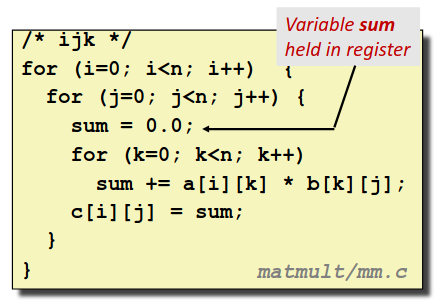 Variable sum
held in register
/* ijk */
for (i=0; i<n; i++)  {
  for (j=0; j<n; j++) {
    sum = 0.0;
    for (k=0; k<n; k++)
      sum += a[i][k] * b[k][j];
    c[i][j] = sum;
  }
}
matmult/mm.c